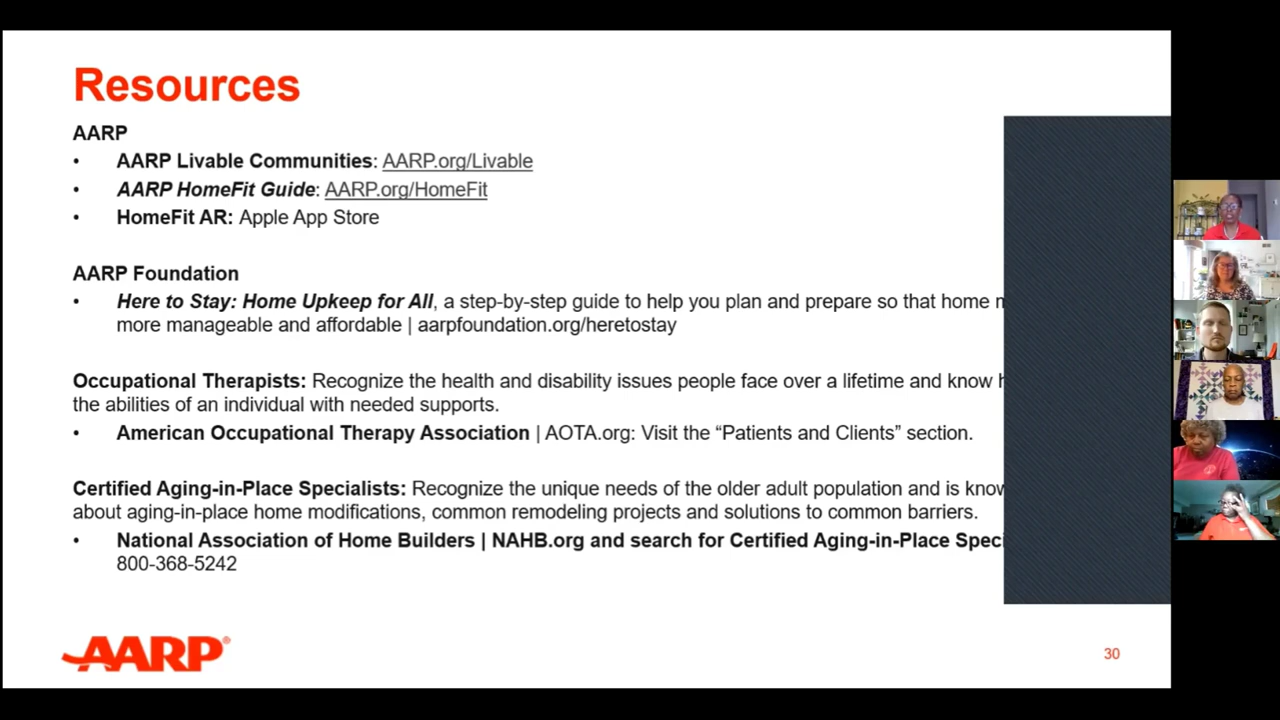 Resources
AARP
• AARP Livable Communities: AARP.org/Livable
• AARP HomeFit Guide: AARP.org/HomeFit
• HomeFit AR: Apple App Store
AARP Foundation
• Here to Stay: Home Upkeep for All, a step-by-step guide to help you plan and prepare so that home
more manageable and affordable | aarpfoundation.org/heretostay
Occupational Therapists: Recognize the health and disability issues people face over a lifetime and know
the abilities of an individual with needed supports.
• American Occupational Therapy Association | AOTA.org: Visit the “Patients and Clients” section.
Certified Aging-in-Place Specialists: Recognize the unique needs of the older adult population and is know
about aging-in-place home modifications, common remodeling projects and solutions to common barriers.
• National Association of Home Builders | NAHB.org and search for Certified Aging-in-Place Speci
800-368-5242
AARP®
30